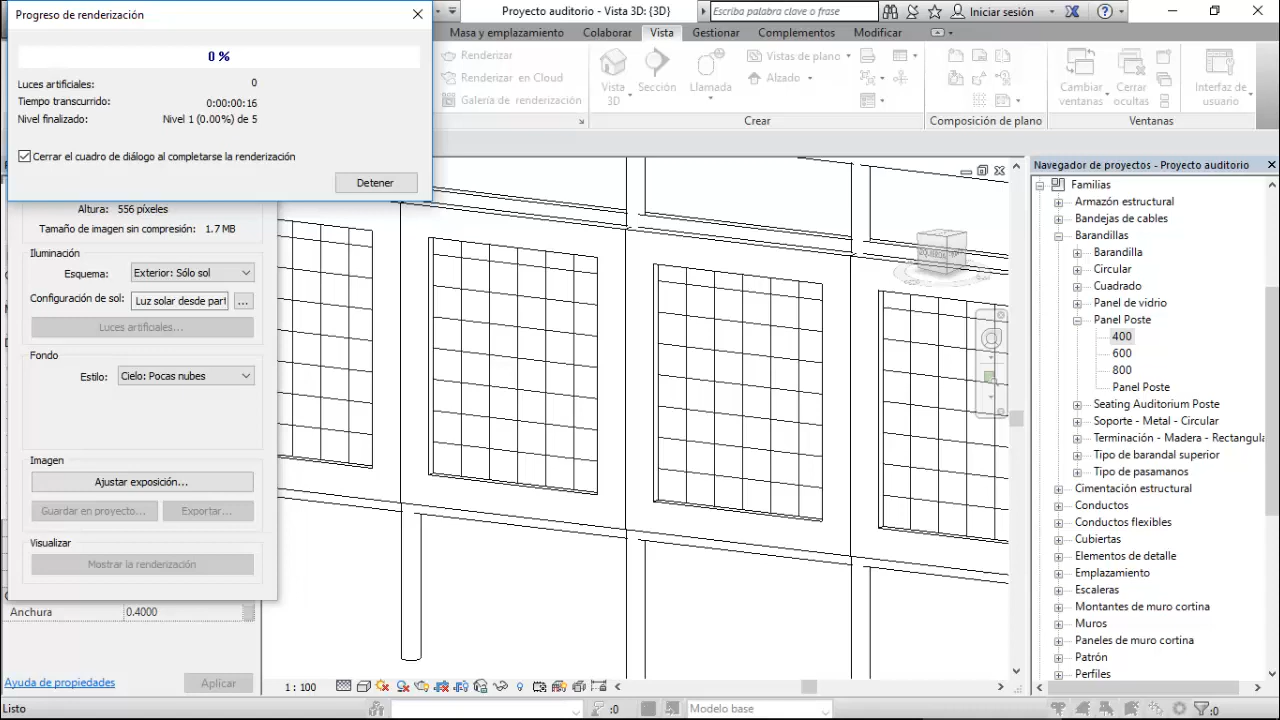 Progreso de renderización
0 %
Luces artificiales: 0
Tiempo transcurrido: 0:00:00:16
Nivel finalizado: Nivel 1 (0.00%) de 5
Cerrar el cuadro de diálogo al completarse la renderización
Detener
Proyecto auditorio - Vista 3D: {3D}
Escriba palabra clave o frase
Iniciar sesión
Masa y emplazamiento
Colaborar
Vista
Gestionar
Complementos
Modificar
Renderizar
Renderizar en Cloud
Galería de renderización
Vista 3D
Sección
Llamada
Vistas de plano
Alzado
Cambiar ventanas
Cerrar ocultas
Interfaz de usuario
Crear
Composición de plano
Ventanas
Altura: 556 píxeles
Tamaño de imagen sin compresión: 1.7 MB
Iluminación
Esquema: Exterior: Sólo sol
Configuración de sol: Luz solar desde part ...
Luces artificiales...
Fondo
Estilo: Cielo: Pocas nubes
Imagen
Ajustar exposición...
Guardar en proyecto...
Exportar...
Visualizar
Mostrar la renderización
Anchura 0.4000
Ayuda de propiedades
Aplicar
1 : 100
Navegador de proyectos - Proyecto auditorio
Familias
Armazón estructural
Bandejas de cables
Barandillas
Barandilla
Circular
Cuadrado
Panel de vidrio
Panel Poste
400
600
800
Panel Poste
Seating Auditorium Poste
Soporte - Metal - Circular
Terminación - Madera - Rectangula
Tipo de barandal superior
Tipo de pasamanos
Cimentación estructural
Conductos
Conductos flexibles
Cubiertas
Elementos de detalle
Emplazamiento
Escaleras
Montantes de muro cortina
Muros
Paneles de muro cortina
Patrón
Perfiles
Listo
:0
Modelo base
:0